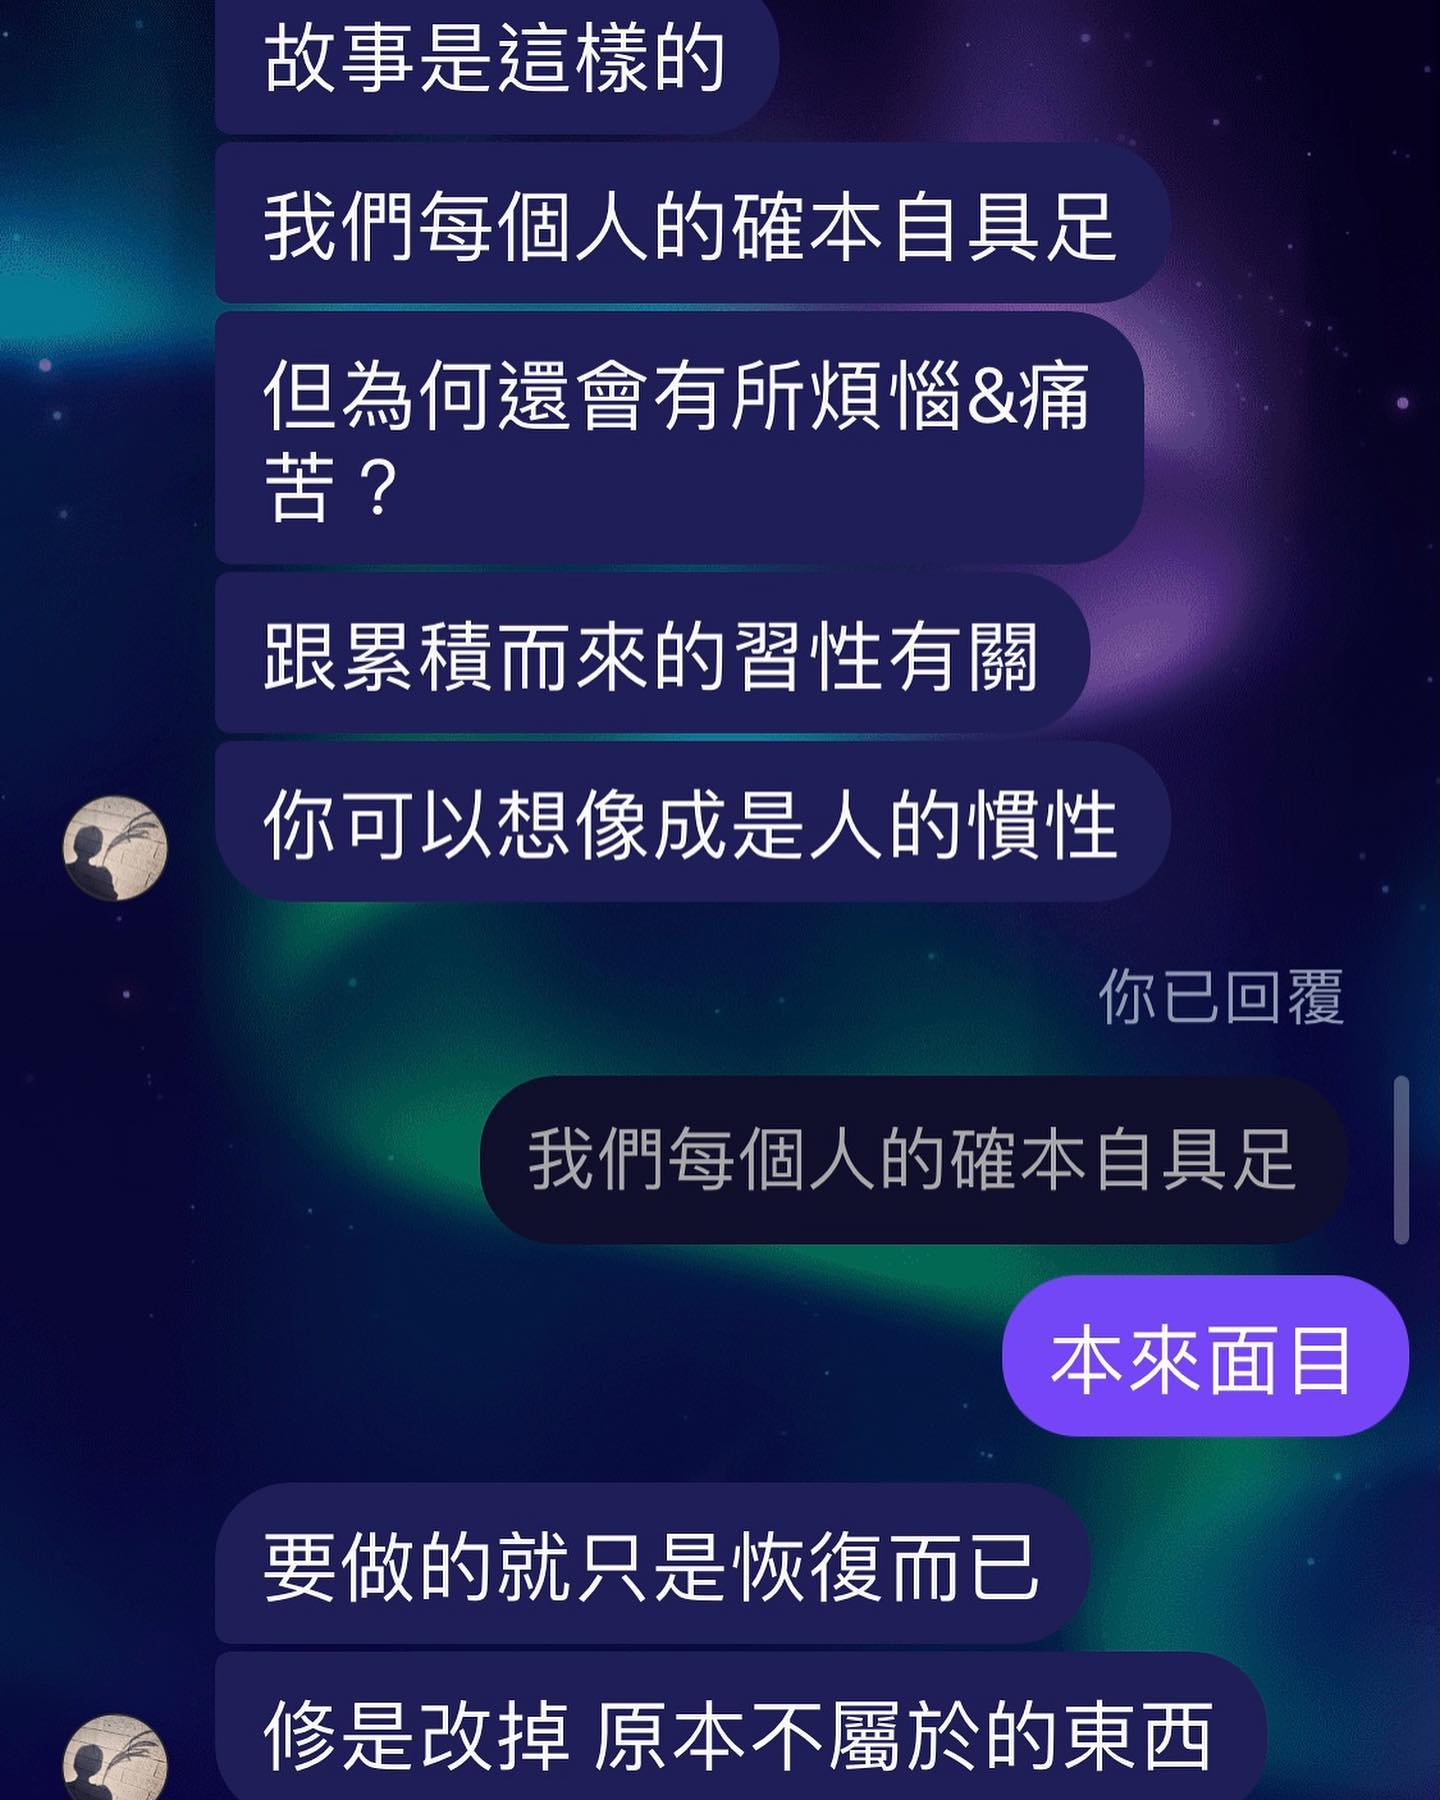 故事是這樣的
我們每個人的確本自具足
但為何還會有所煩惱&痛
苦？
跟累積而來的習性有關
你可以想像成是人的慣性
你已回覆
我們每個人的確本自具足
本來面目
要做的就只是恢復而已
修是改掉 原本不屬於的東西